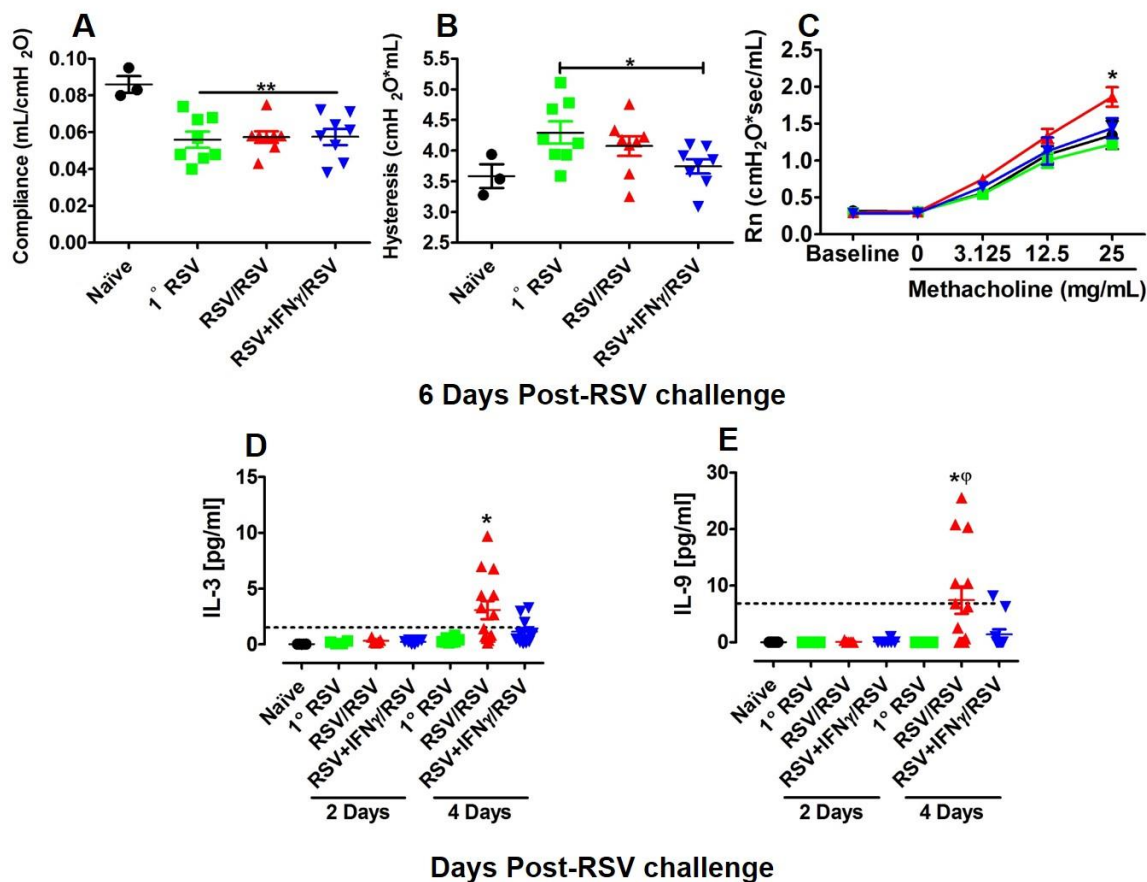 A
Compliance (mL/cmH 2O)
0.10
0.08
0.06
0.04
0.02
0.00
**
Naïve
1° RSV
RSV/RSV
RSV+IFNγ/RSV
B
Hysteresis (cmH 2O*mL)
5.5
5.0
4.5
4.0
3.5
3.0
2.5
*
Naïve
1° RSV
RSV/RSV
RSV+IFNγ/RSV
C
Rn (cmH2O*sec/mL)
2.5
2.0
1.5
1.0
0.5
0.0
*
Baseline 0 3.125 12.5 25
Methacholine (mg/mL)
6 Days Post-RSV challenge
D
IL-3 [pg/ml]
15
10
5
0
*
Naïve
1° RSV
RSV/RSV
RSV+IFNγ/RSV
1° RSV
RSV/RSV
RSV+IFNγ/RSV
2 Days 4 Days
E
IL-9 [pg/ml]
30
20
10
0
*φ
Naïve
1° RSV
RSV/RSV
RSV+IFNγ/RSV
1° RSV
RSV/RSV
RSV+IFNγ/RSV
2 Days 4 Days
Days Post-RSV challenge